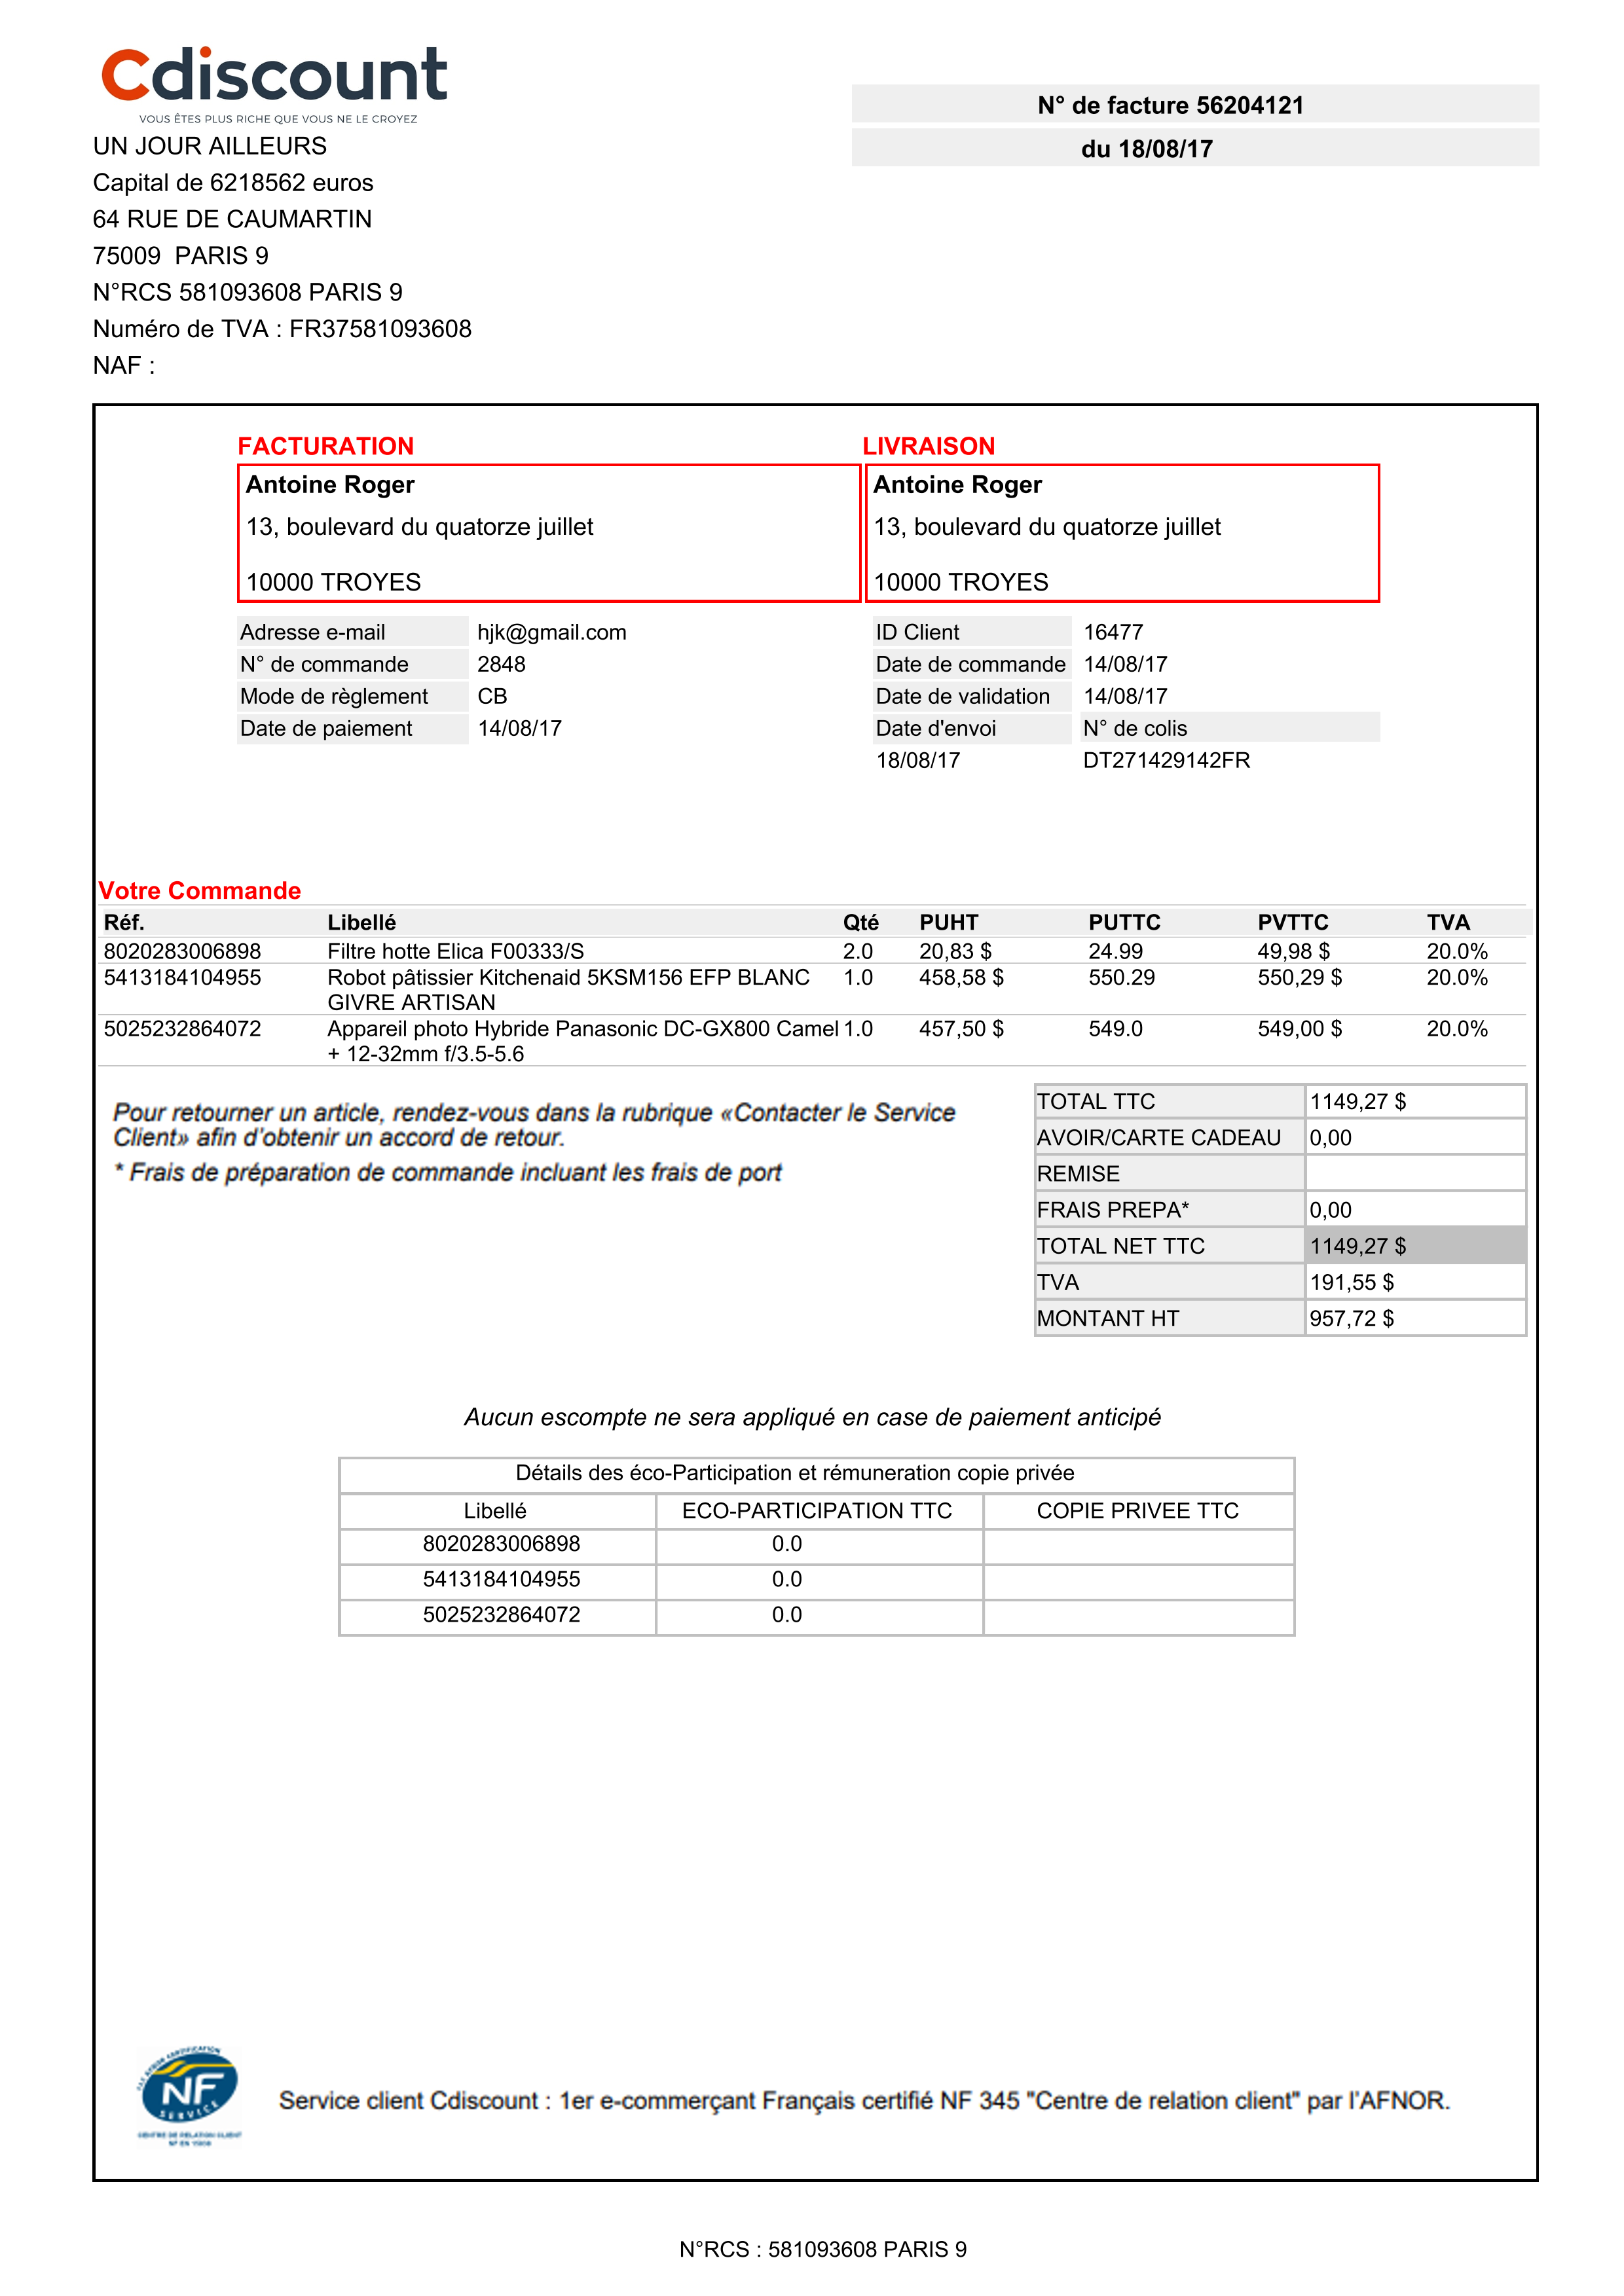 Cdiscount
VOUS ÊTES PLUS RICHE QUE VOUS NE LE CROYEZ
N° de facture 56204121
du 18/08/17
UN JOUR AILLEURS
Capital de 6218562 euros
64 RUE DE CAUMARTIN
75009  PARIS 9
N°RCS 581093608 PARIS 9
Numéro de TVA : FR37581093608
NAF :
FACTURATION
Antoine Roger
13, boulevard du quatorze juillet
10000 TROYES
LIVRAISON
Antoine Roger
13, boulevard du quatorze juillet
10000 TROYES
Adresse e-mail hjk@gmail.com
N° de commande 2848
Mode de règlement CB
Date de paiement 14/08/17
ID Client 16477
Date de commande 14/08/17
Date de validation 14/08/17
Date d'envoi N° de colis
18/08/17 DT271429142FR
Votre Commande
Réf. Libellé Qté PUHT PUTTC PVTTC TVA
8020283006898 Filtre hotte Elica F00333/S 2.0 20,83 $ 24.99 49,98 $ 20.0%
5413184104955 Robot pâtissier Kitchenaid 5KSM156 EFP BLANC 1.0 458,58 $ 550.29 550,29 $ 20.0%
GIVRE ARTISAN
5025232864072 Appareil photo Hybride Panasonic DC-GX800 Camel 1.0 457,50 $ 549.0 549,00 $ 20.0%
+ 12-32mm f/3.5-5.6
Pour retourner un article, rendez-vous dans la rubrique «Contacter le Service
Client» afin d'obtenir un accord de retour.
* Frais de préparation de commande incluant les frais de port
TOTAL TTC 1149,27 $
AVOIR/CARTE CADEAU 0,00
REMISE
FRAIS PREPA* 0,00
TOTAL NET TTC 1149,27 $
TVA 191,55 $
MONTANT HT 957,72 $
Aucun escompte ne sera appliqué en case de paiement anticipé
Détails des éco-Participation et rémuneration copie privée
Libellé ECO-PARTICIPATION TTC COPIE PRIVEE TTC
8020283006898 0.0
5413184104955 0.0
5025232864072 0.0
NF
SERVICE
CENTRE DE RELATION CLIENT
Service client Cdiscount : 1er e-commerçant Français certifié NF 345 "Centre de relation client" par l'AFNOR.
N°RCS : 581093608 PARIS 9